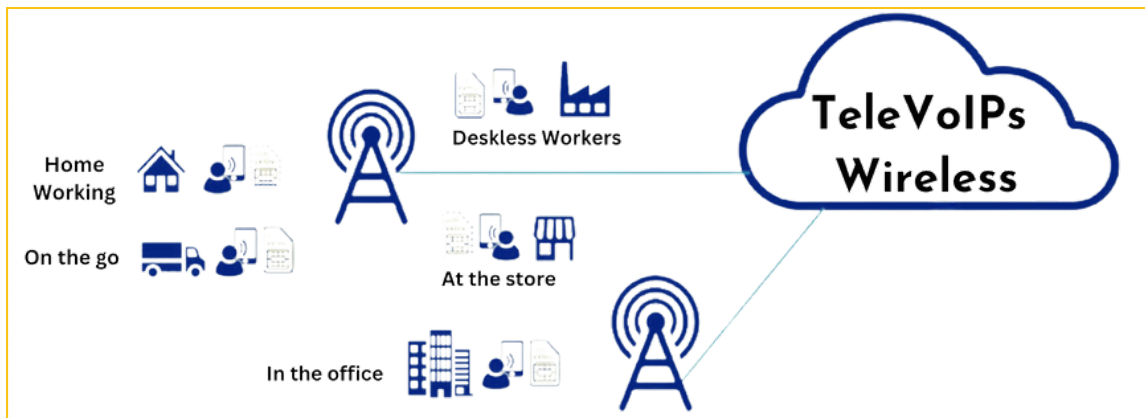 Deskless Workers
TeleVoIPs
Wireless
Home
Working
On the go
At the store
In the office